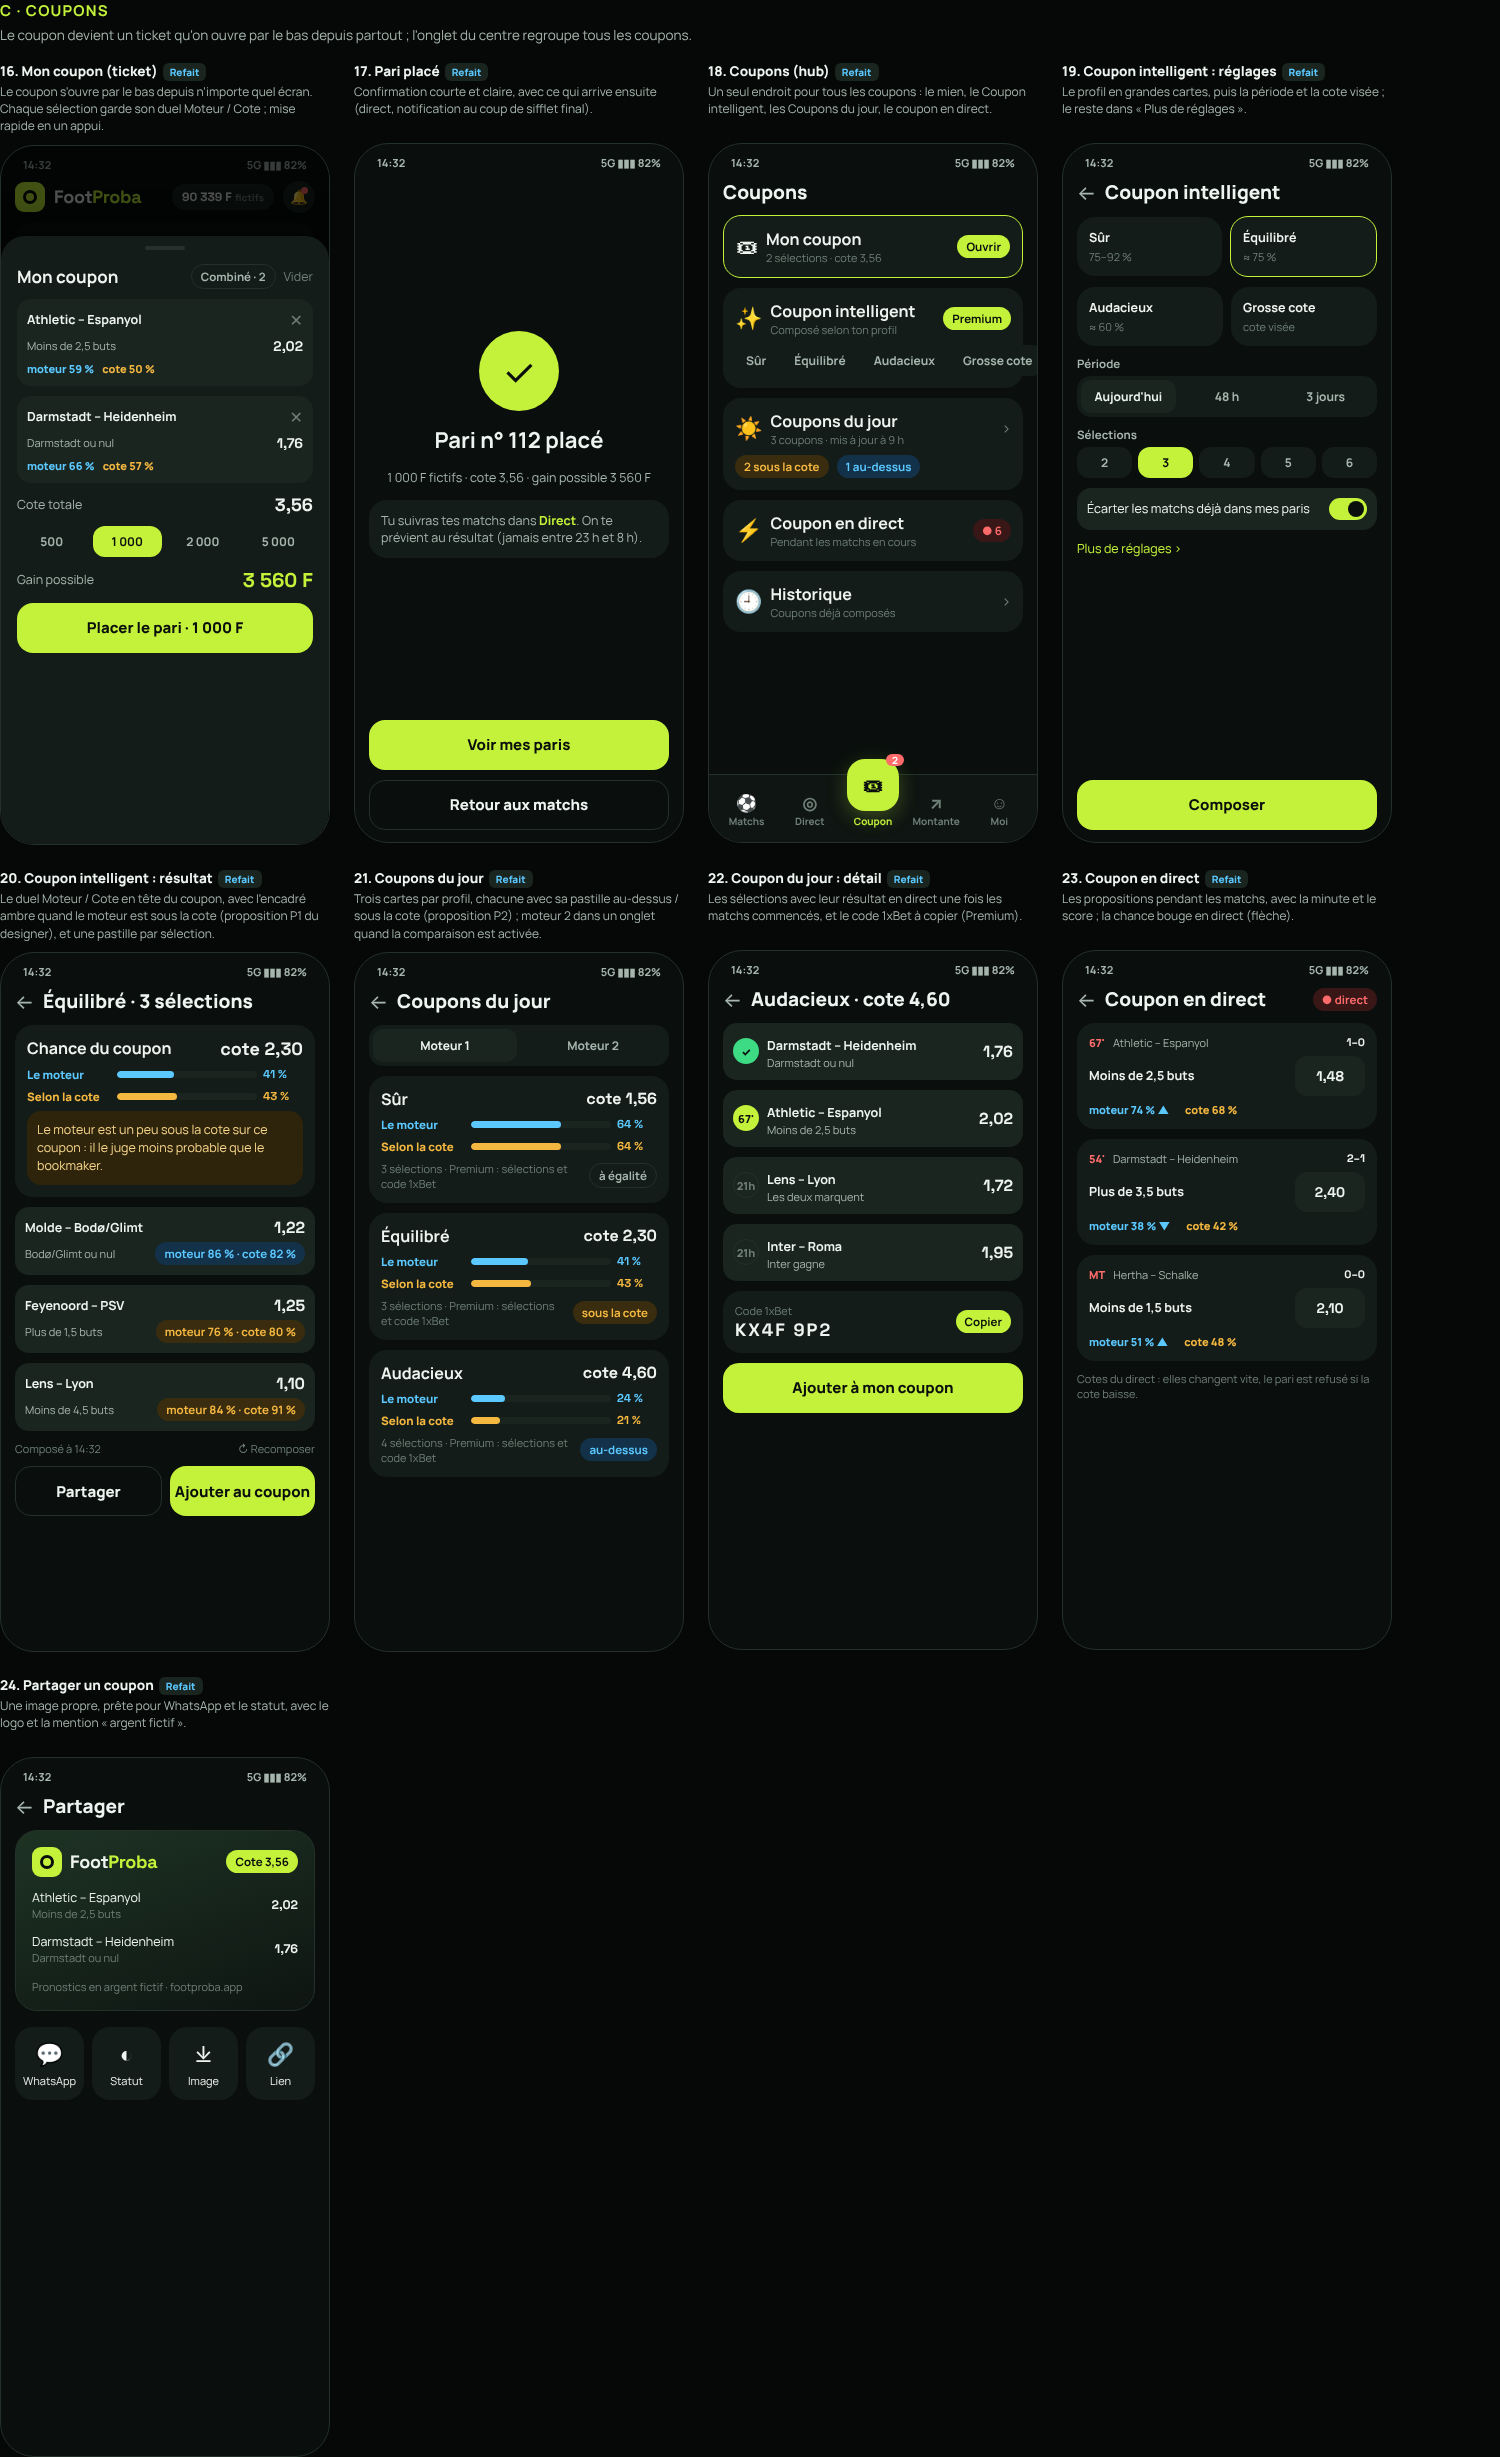 C · COUPONS
Le coupon devient un ticket qu'on ouvre par le bas depuis partout ; l'onglet du centre regroupe tous les coupons.
16. Mon coupon (ticket) Refait
Le coupon s'ouvre par le bas depuis n'importe quel écran.
Chaque sélection garde son duel Moteur / Cote ; mise
rapide en un appui.
14:32 5G 82%
FootProba 90 339 F fictifs
Mon coupon Combiné · 2 Vider
Athletic – Espanyol ×
Moins de 2,5 buts 2,02
moteur 59 % cote 50 %
Darmstadt – Heidenheim ×
Darmstadt ou nul 1,76
moteur 66 % cote 57 %
Cote totale 3,56
500 1 000 2 000 5 000
Gain possible 3 560 F
Placer le pari · 1 000 F
17. Pari placé Refait
Confirmation courte et claire, avec ce qui arrive ensuite
(direct, notification au coup de sifflet final).
14:32 5G 82%
Pari n° 112 placé
1 000 F fictifs · cote 3,56 · gain possible 3 560 F
Tu suivras tes matchs dans Direct. On te
prévient au résultat (jamais entre 23 h et 8 h).
Voir mes paris
Retour aux matchs
18. Coupons (hub) Refait
Un seul endroit pour tous les coupons : le mien, le Coupon
intelligent, les Coupons du jour, le coupon en direct.
14:32 5G 82%
Coupons
Mon coupon
2 sélections · cote 3,56
Ouvrir
Coupon intelligent
Composé selon ton profil
Premium
Sûr Équilibré Audacieux Grosse cote
Coupons du jour ›
3 coupons · mis à jour à 9 h
2 sous la cote 1 au-dessus
Coupon en direct
Pendant les matchs en cours
● 6
Historique ›
Coupons déjà composés
2
Matchs Direct Coupon Montante Moi
19. Coupon intelligent : réglages Refait
Le profil en grandes cartes, puis la période et la cote visée ;
le reste dans « Plus de réglages ».
14:32 5G 82%
← Coupon intelligent
Sûr
75–92 %
Équilibré
≈ 75 %
Audacieux
≈ 60 %
Grosse cote
cote visée
Période
Aujourd'hui 48 h 3 jours
Sélections
2 3 4 5 6
Écarter les matchs déjà dans mes paris
Plus de réglages ›
Composer
20. Coupon intelligent : résultat Refait
Le duel Moteur / Cote en tête du coupon, avec l'encadré
ambre quand le moteur est sous la cote (proposition P1 du
designer), et une pastille par sélection.
14:32 5G 82%
← Équilibré · 3 sélections
Chance du coupon cote 2,30
Le moteur 41 %
Selon la cote 43 %
Le moteur est un peu sous la cote sur ce
coupon : il le juge moins probable que le
bookmaker.
Molde – Bodø/Glimt 1,22
Bodø/Glimt ou nul moteur 86 % · cote 82 %
Feyenoord – PSV 1,25
Plus de 1,5 buts moteur 76 % · cote 80 %
Lens – Lyon 1,10
Moins de 4,5 buts moteur 84 % · cote 91 %
Composé à 14:32 ↻ Recomposer
Partager Ajouter au coupon
21. Coupons du jour Refait
Trois cartes par profil, chacune avec sa pastille au-dessus /
sous la cote (proposition P2) ; moteur 2 dans un onglet
quand la comparaison est activée.
14:32 5G 82%
← Coupons du jour
Moteur 1 Moteur 2
Sûr cote 1,56
Le moteur 64 %
Selon la cote 64 %
3 sélections · Premium : sélections et
code 1xBet
à égalité
Équilibré cote 2,30
Le moteur 41 %
Selon la cote 43 %
3 sélections · Premium : sélections
et code 1xBet
sous la cote
Audacieux cote 4,60
Le moteur 24 %
Selon la cote 21 %
4 sélections · Premium : sélections et
code 1xBet
au-dessus
22. Coupon du jour : détail Refait
Les sélections avec leur résultat en direct une fois les
matchs commencés, et le code 1xBet à copier (Premium).
14:32 5G 82%
← Audacieux · cote 4,60
✓ Darmstadt – Heidenheim 1,76
Darmstadt ou nul
67' Athletic – Espanyol 2,02
Moins de 2,5 buts
21h Lens – Lyon 1,72
Les deux marquent
21h Inter – Roma 1,95
Inter gagne
Code 1xBet
KX4F 9P2
Copier
Ajouter à mon coupon
23. Coupon en direct Refait
Les propositions pendant les matchs, avec la minute et le
score ; la chance bouge en direct (flèche).
14:32 5G 82%
← Coupon en direct ● direct
67' Athletic – Espanyol 1–0
Moins de 2,5 buts 1,48
moteur 74 % ▲ cote 68 %
54' Darmstadt – Heidenheim 2–1
Plus de 3,5 buts 2,40
moteur 38 % ▼ cote 42 %
MT Hertha – Schalke 0–0
Moins de 1,5 buts 2,10
moteur 51 % ▲ cote 48 %
Cotes du direct : elles changent vite, le pari est refusé si la
cote baisse.
24. Partager un coupon Refait
Une image propre, prête pour WhatsApp et le statut, avec le
logo et la mention « argent fictif ».
14:32 5G 82%
← Partager
FootProba Cote 3,56
Athletic – Espanyol 2,02
Moins de 2,5 buts
Darmstadt – Heidenheim 1,76
Darmstadt ou nul
Pronostics en argent fictif · footproba.app
WhatsApp Statut Image Lien